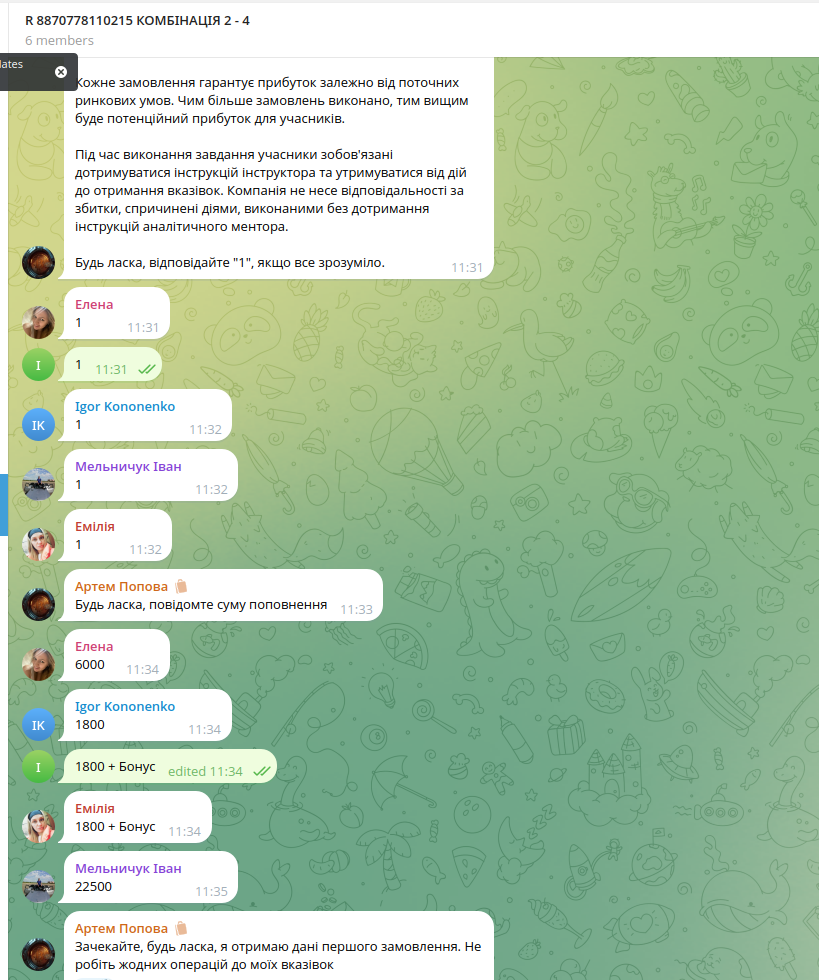 R 8870778110215 КОМБІНАЦІЯ 2 - 4
6 members
Кожне замовлення гарантує прибуток залежно від поточних
ринкових умов. Чим більше замовлень виконано, тим вищим
буде потенційний прибуток для учасників.
Під час виконання завдання учасники зобов'язані
дотримуватися інструкцій інструктора та утримуватися від дій
до отримання вказівок. Компанія не несе відповідальності за
збитки, спричинені діями, виконаними без дотримання
інструкцій аналітичного ментора.
Будь ласка, відповідайте "1", якщо все зрозуміло.
11:31
Елена
1 11:31
I
1 11:31
Igor Kononenko
IK
1 11:32
Мельничук Іван
1 11:32
Емілія
1 11:32
Артем Попова
Будь ласка, повідомте суму поповнення 11:33
Елена
6000 11:34
Igor Kononenko
IK
1800 11:34
I
1800 + Бонус edited 11:34
Емілія
1800 + Бонус 11:34
Мельничук Іван
22500 11:35
Артем Попова
Зачекайте, будь ласка, я отримаю дані першого замовлення. Не
робіть жодних операцій до моїх вказівок